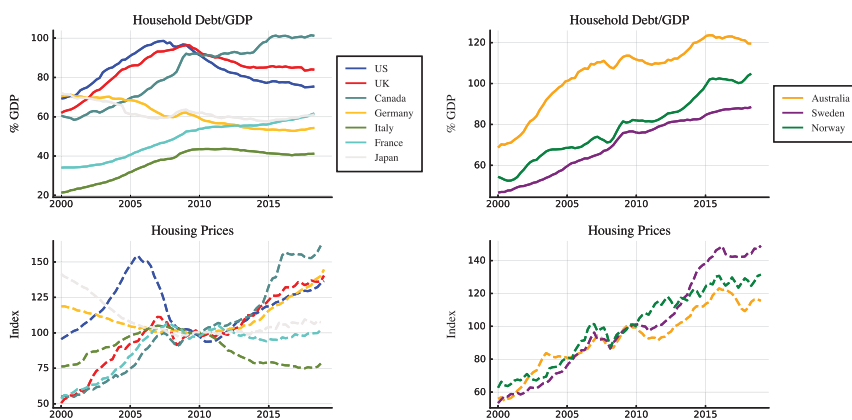 Household Debt/GDP
% GDP
100
80
60
40
20
2000 2005 2010 2015
US
UK
Canada
Germany
Italy
France
Japan
Household Debt/GDP
% GDP
120
100
80
60
2000 2005 2010 2015
Australia
Sweden
Norway
Housing Prices
Index
150
125
100
75
50
2000 2005 2010 2015
Housing Prices
Index
140
120
100
80
60
2000 2005 2010 2015